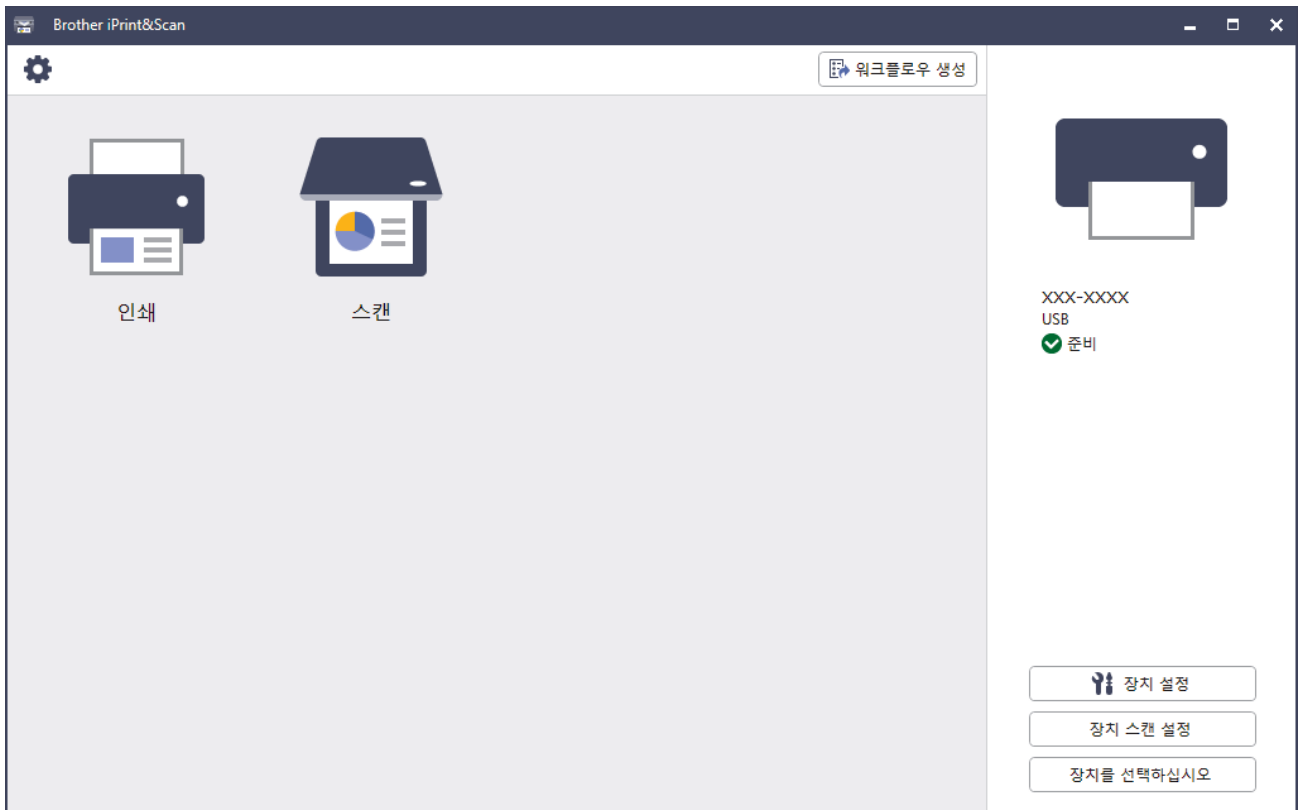 Brother iPrint&Scan
워크플로우 생성
인쇄
스캔
XXX-XXXX
USB
준비
장치 설정
장치 스캔 설정
장치를 선택하십시오